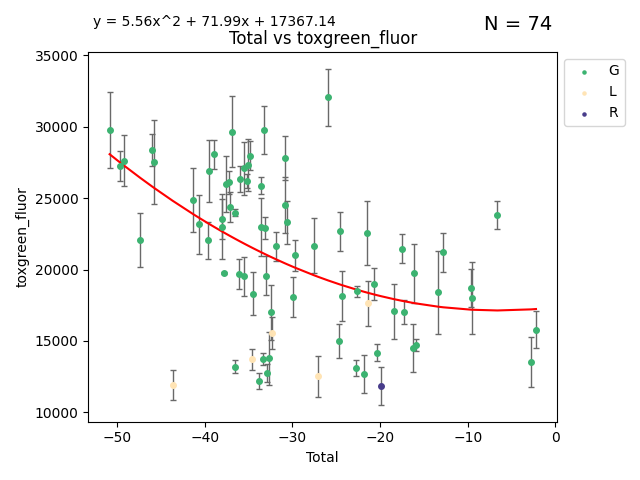 y = 5.56x^2 + 71.99x + 17367.14
N = 74
Total vs toxgreen_fluor
35000
30000
25000
20000
15000
10000
toxgreen_fluor
−50
−40
−30
−20
−10
0
Total
G
L
R